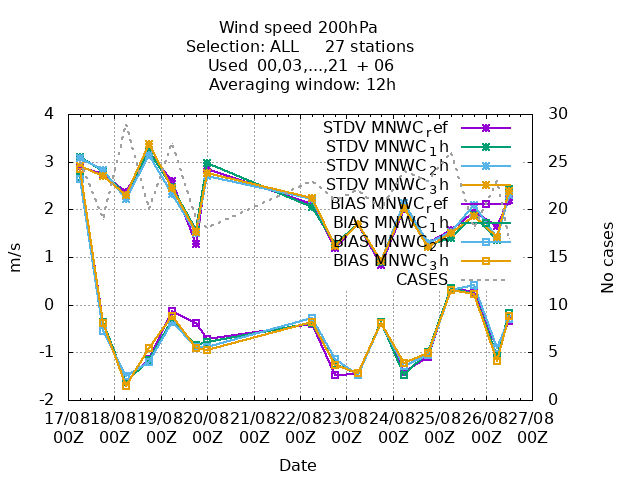 Wind speed 200hPa
Selection: ALL 27 stations
Used 00,03,...,21 + 06
Averaging window: 12h
4 30
STDV MNWC_ref
STDV MNWC_1h
3 25
STDV MNWC_2h
STDV MNWC_3h
2 20
BIAS MNWC_ref
BIAS MNWC_1h
1 15
BIAS MNWC_2h
BIAS MNWC_3h
CASES
0 10
-1 5
-2 0
m/s
No cases
17/08 18/08 19/08 20/08 21/08 22/08 23/08 24/08 25/08 26/08 27/08
00Z 00Z 00Z 00Z 00Z 00Z 00Z 00Z 00Z 00Z 00Z
Date